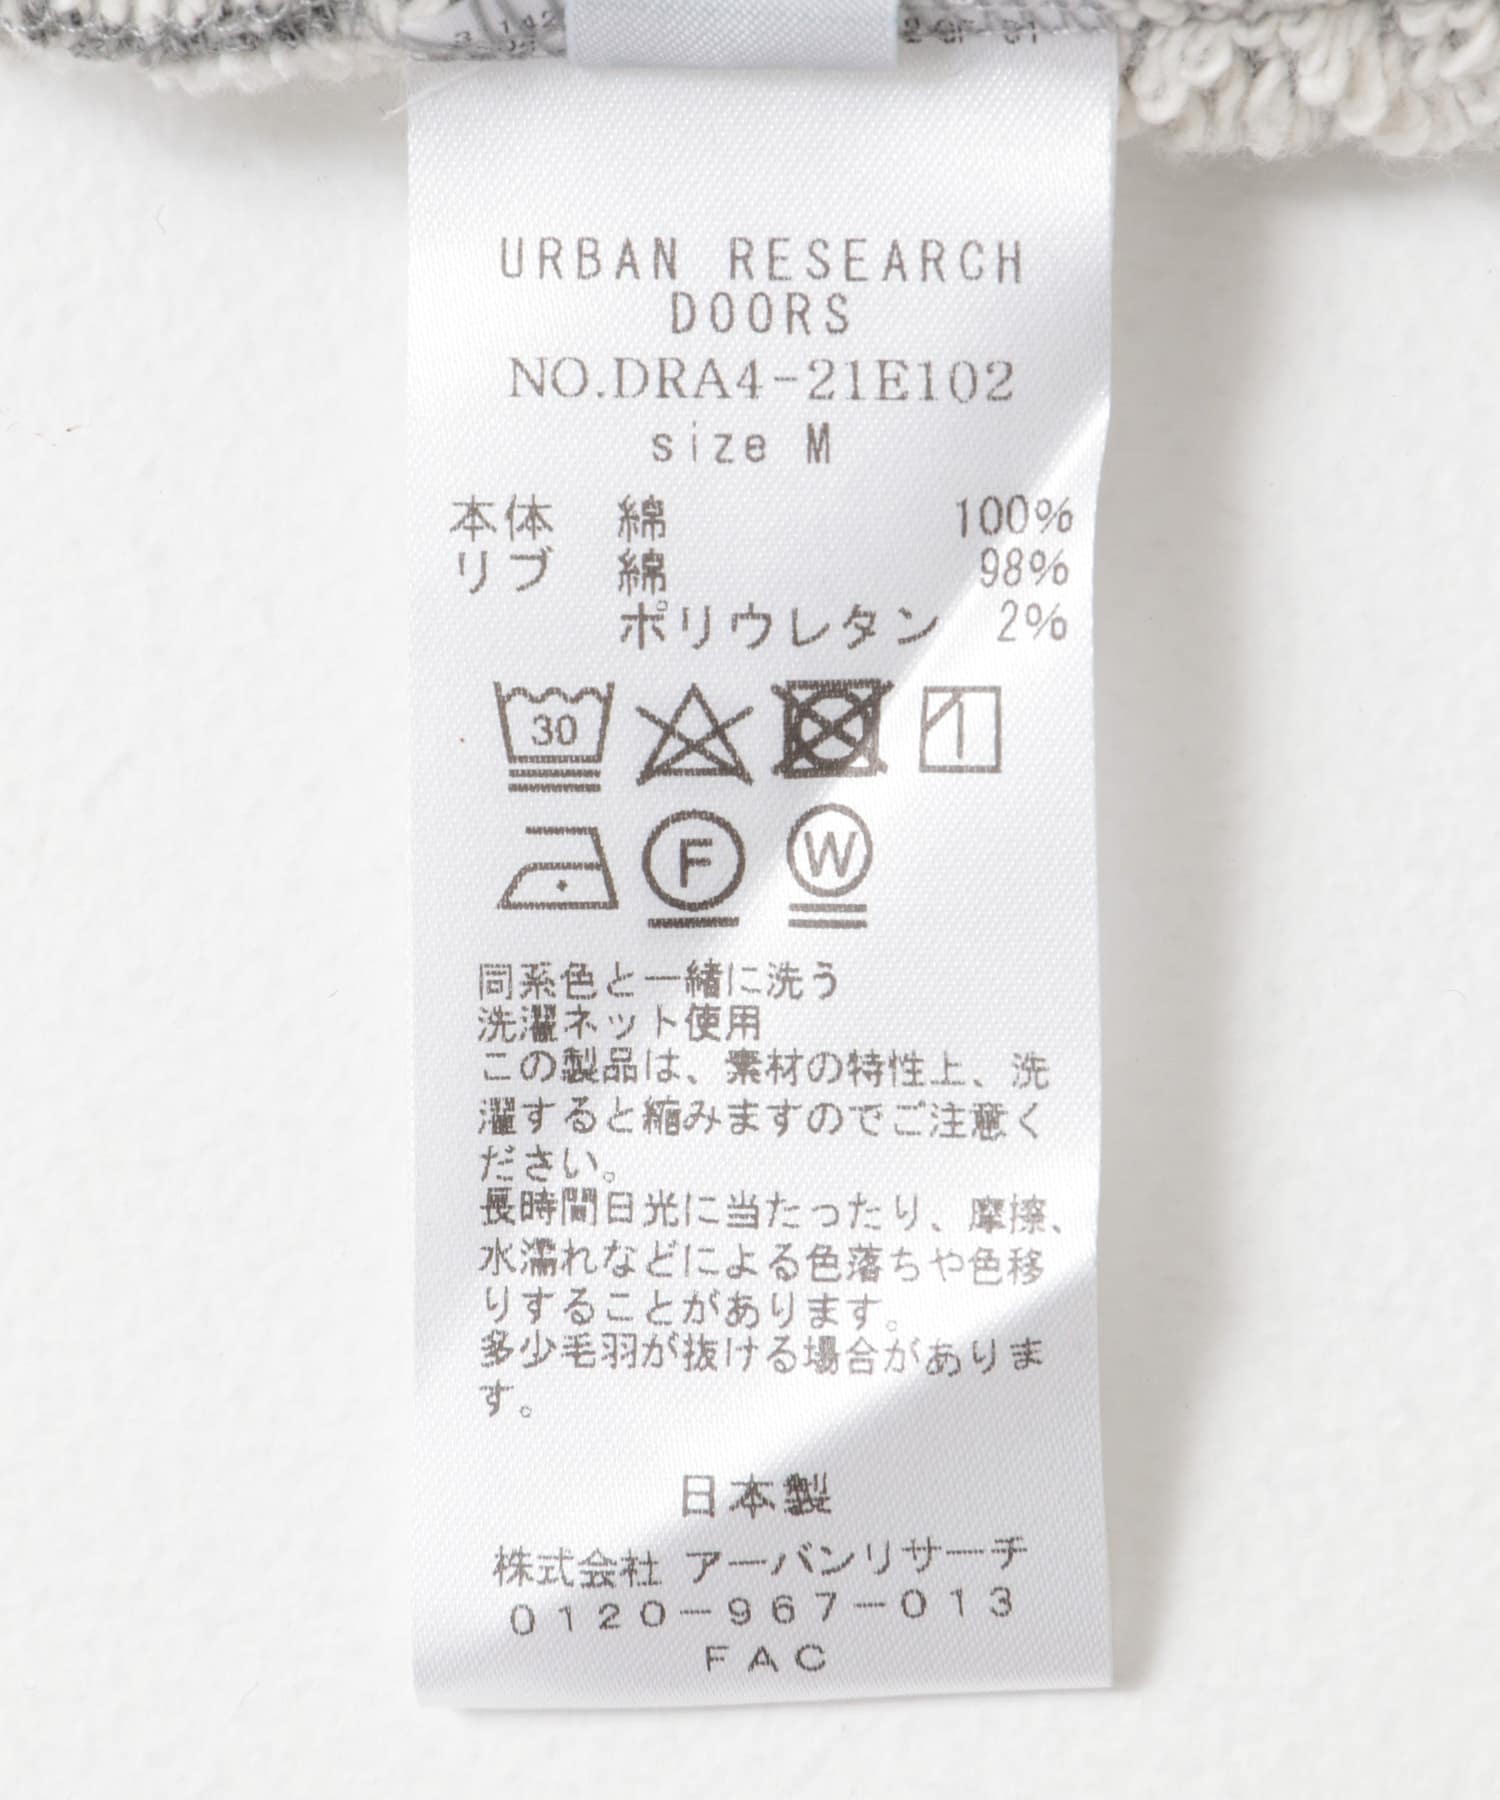 URBAN RESEARCH
DOORS
NO.DRA4-21E102
size M
本体 綿 100%
リブ 綿 98%
ポリウレタン 2%
30
F
W
同系色と一緒に洗う
洗濯ネット使用
この製品は、素材の特性上、洗
濯すると縮みますのでご注意く
ださい。
長時間日光に当たったり、摩擦、
水濡れなどによる色落ちや色移
りすることがあります。
多少毛羽が抜ける場合がありま
す。
日本製
株式会社 アーバンリサーチ
0120-967-013
FAC